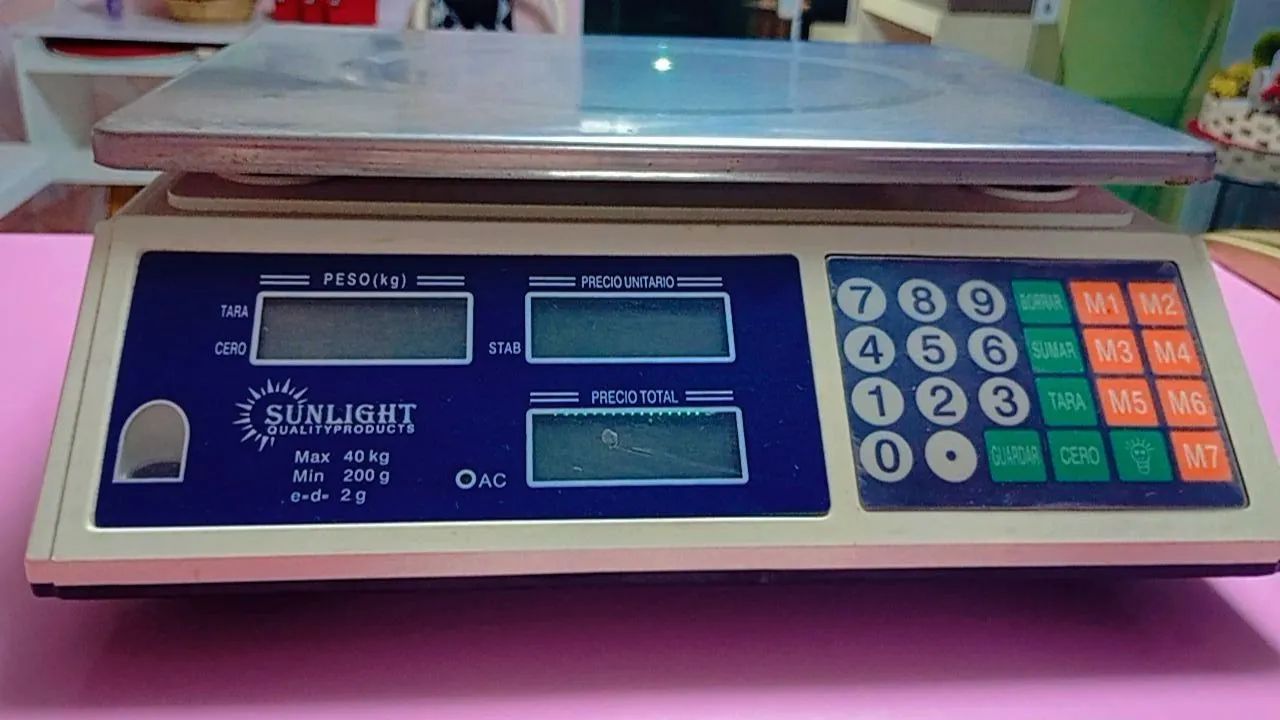 PESO(kg)
TARA
CERO
PRECIO UNITARIO
STAB
PRECIO TOTAL
SUNLIGHT
QUALITYPRODUCTS
Max 40 kg
Min 200 g
e=d= 2 g
AC
7 8 9 BORRAR M1 M2
4 5 6 SUMAR M3 M4
1 2 3 TARA M5 M6
0 • GUARDAR CERO M7